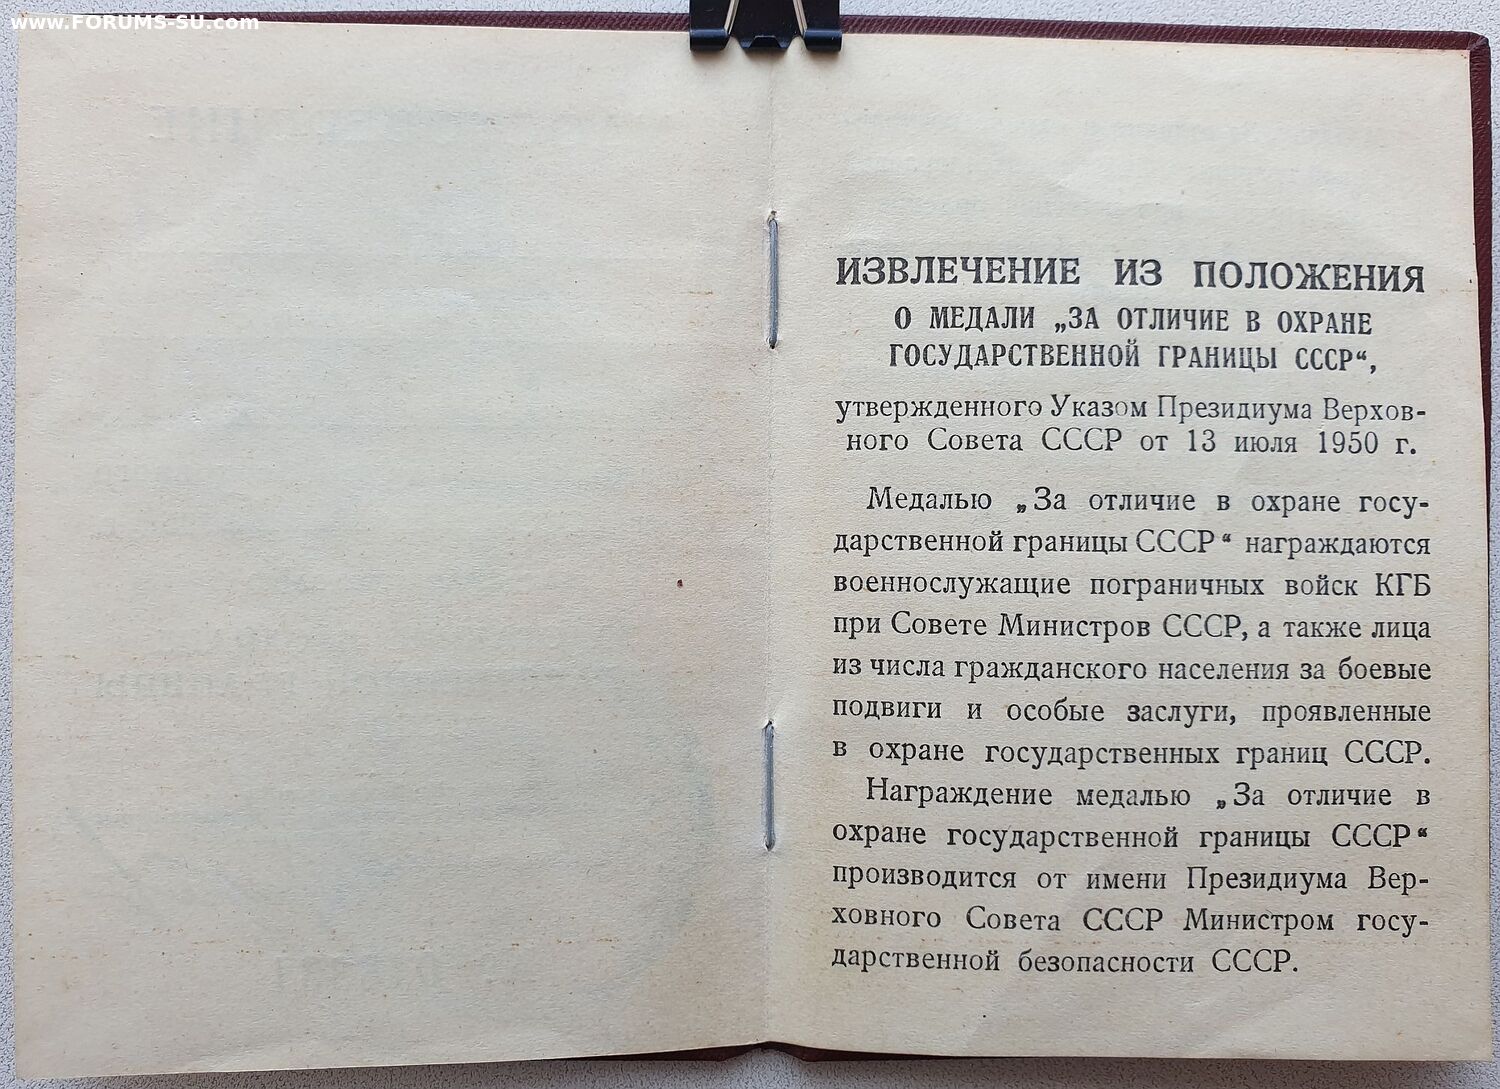 www.FORUMS-SU.com
ИЗВЛЕЧЕНИЕ ИЗ ПОЛОЖЕНИЯ
О МЕДАЛИ „ЗА ОТЛИЧИЕ В ОХРАНЕ
ГОСУДАРСТВЕННОЙ ГРАНИЦЫ СССР“,
утвержденного Указом Президиума Верхов-
ного Совета СССР от 13 июля 1950 г.
Медалью „За отличие в охране госу-
дарственной границы СССР“ награждаются
военнослужащие пограничных войск КГБ
при Совете Министров СССР, а также лица
из числа гражданского населения за боевые
подвиги и особые заслуги, проявленные
в охране государственных границ СССР.
Награждение медалью „За отличие в
охране государственной границы СССР“
производится от имени Президиума Вер-
ховного Совета СССР Министром госу-
дарственной безопасности СССР.